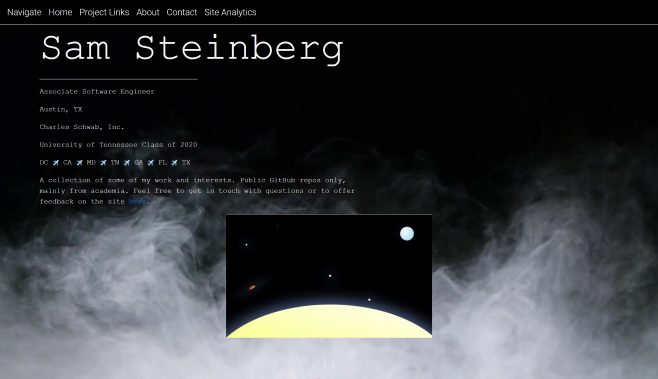 Navigate Home Project Links About Contact Site Analytics
Sam Steinberg
Associate Software Engineer
Austin, TX
Charles Schwab, Inc.
University of Tennessee Class of 2020
DC ✈ CA ✈ MD ✈ TN ✈ GA ✈ FL ✈ TX
A collection of some of my work and interests. Public GitHub repos only,
mainly from academia. Feel free to get in touch with questions or to offer
feedback on the site here.